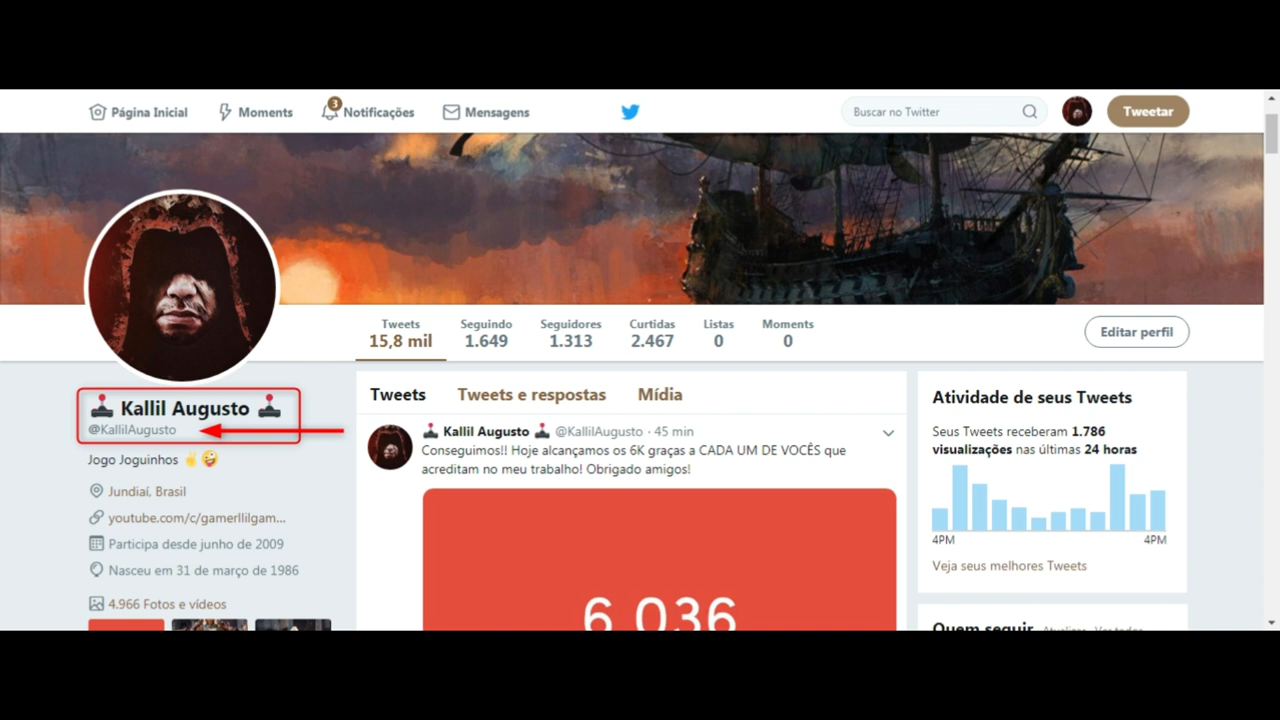 Página Inicial Moments 3 Notificações Mensagens Buscar no Twitter Tweetar
Tweets Seguindo Seguidores Curtidas Listas Moments
15,8 mil 1.649 1.313 2.467 0 0
Editar perfil
Kallil Augusto
@KallilAugusto
Jogo Joguinhos
Jundiaí, Brasil
youtube.com/c/gamerllilgam...
Participa desde junho de 2009
Nasceu em 31 de março de 1986
4.966 Fotos e vídeos
Tweets Tweets e respostas Mídia
Kallil Augusto @KallilAugusto · 45 min
Conseguimos!! Hoje alcançamos os 6K graças a CADA UM DE VOCÊS que
acreditam no meu trabalho! Obrigado amigos!
6.036
Atividade de seus Tweets
Seus Tweets receberam 1.786
visualizações nas últimas 24 horas
4PM 4PM
Veja seus melhores Tweets
Quem seguir Atualizar Ver todos